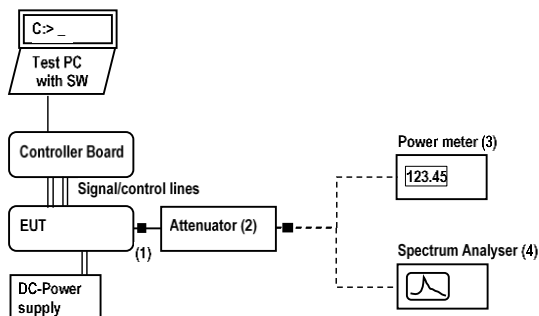 C:> _
Test PC
with SW
Controller Board
Signal/control lines
EUT
(1)
Attenuator (2)
DC-Power
supply
Power meter (3)
123.45
Spectrum Analyser (4)